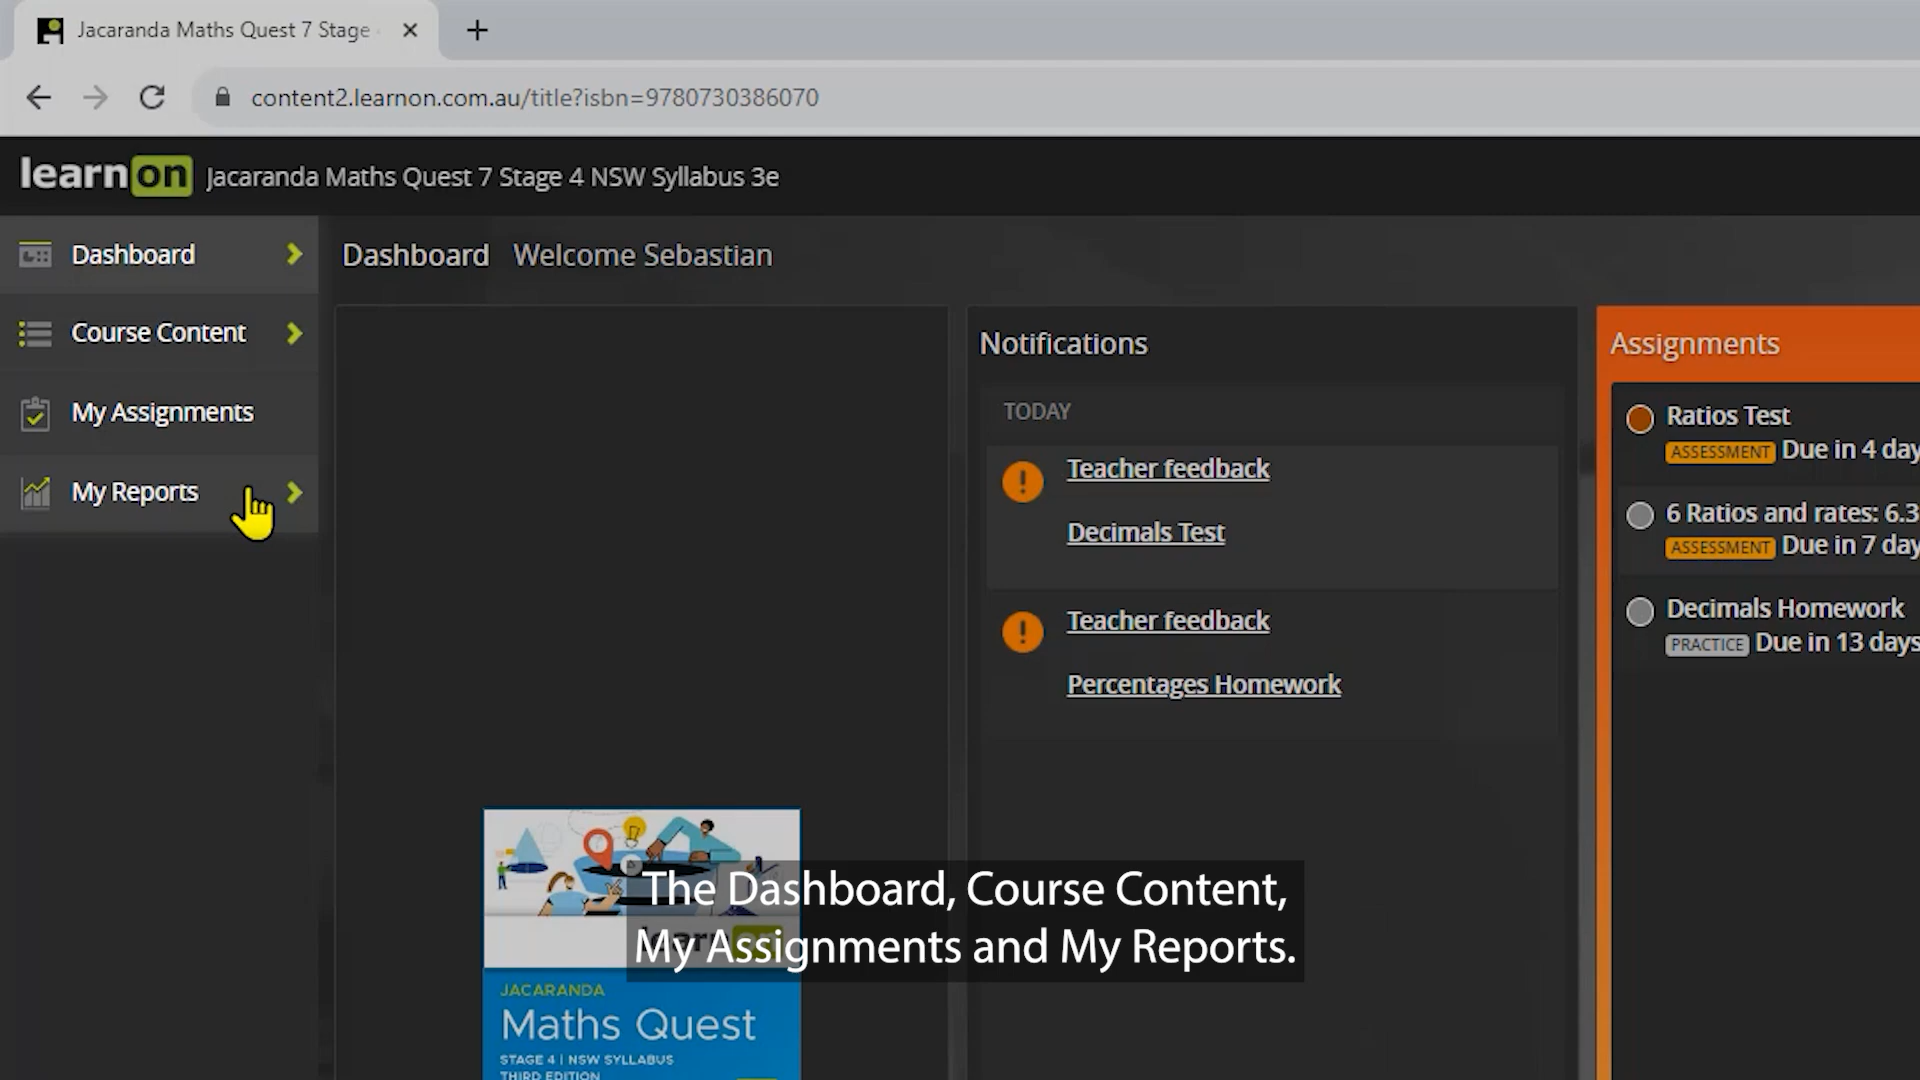 Jacaranda Maths Quest 7 Stage
content2.learnon.com.au/title?isbn=9780730386070
learnon Jacaranda Maths Quest 7 Stage 4 NSW Syllabus 3e
Dashboard
Course Content
My Assignments
My Reports
Dashboard Welcome Sebastian
Notifications
TODAY
Teacher feedback
Decimals Test
Teacher feedback
Percentages Homework
Assignments
Ratios Test
ASSESSMENT Due in 4 day
6 Ratios and rates: 6.3
ASSESSMENT Due in 7 day
Decimals Homework
PRACTICE Due in 13 days
learnon
JACARANDA
Maths Quest
STAGE 4 | NSW SYLLABUS
THIRD EDITION
The Dashboard, Course Content,
My Assignments and My Reports.